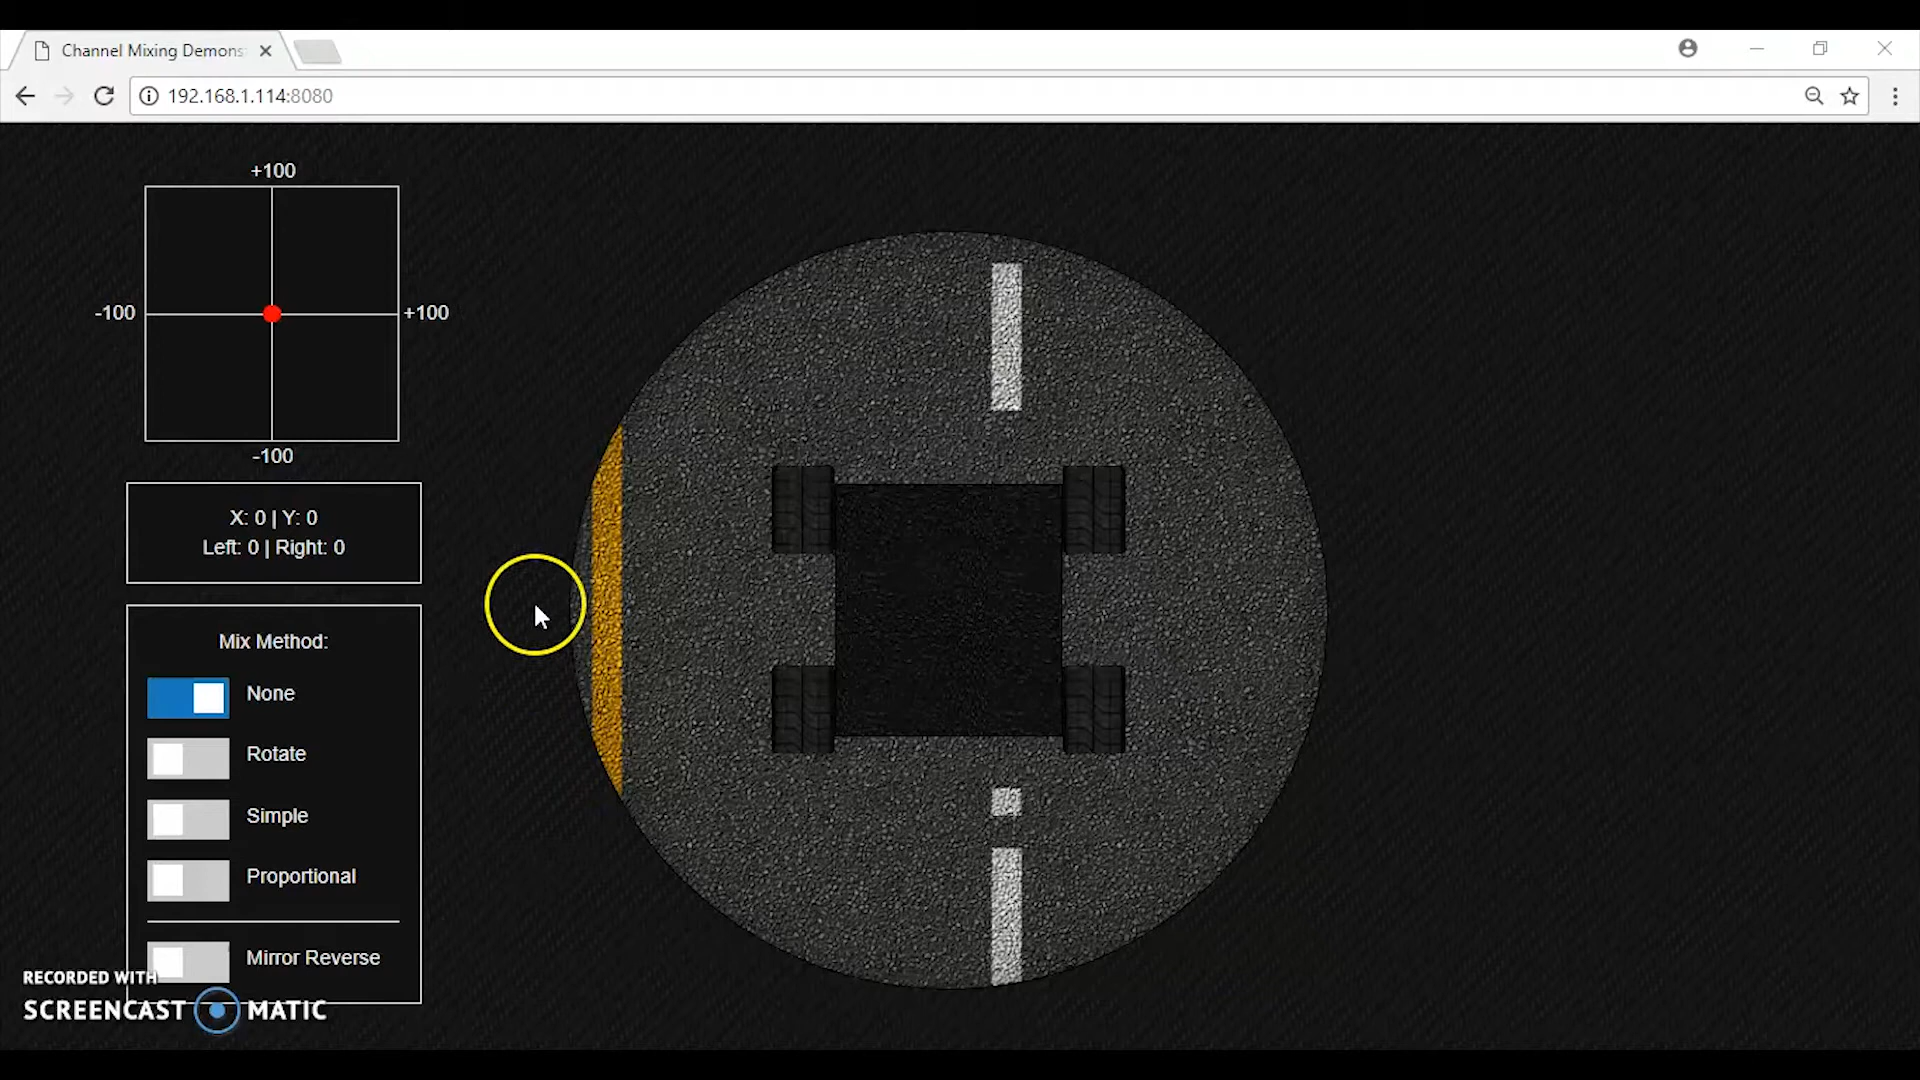 Channel Mixing Demons
192.168.1.114:8080
+100
-100
+100
-100
X: 0 | Y: 0
Left: 0 | Right: 0
Mix Method:
None
Rotate
Simple
Proportional
Mirror Reverse
RECORDED WITH
SCREENCAST MATIC